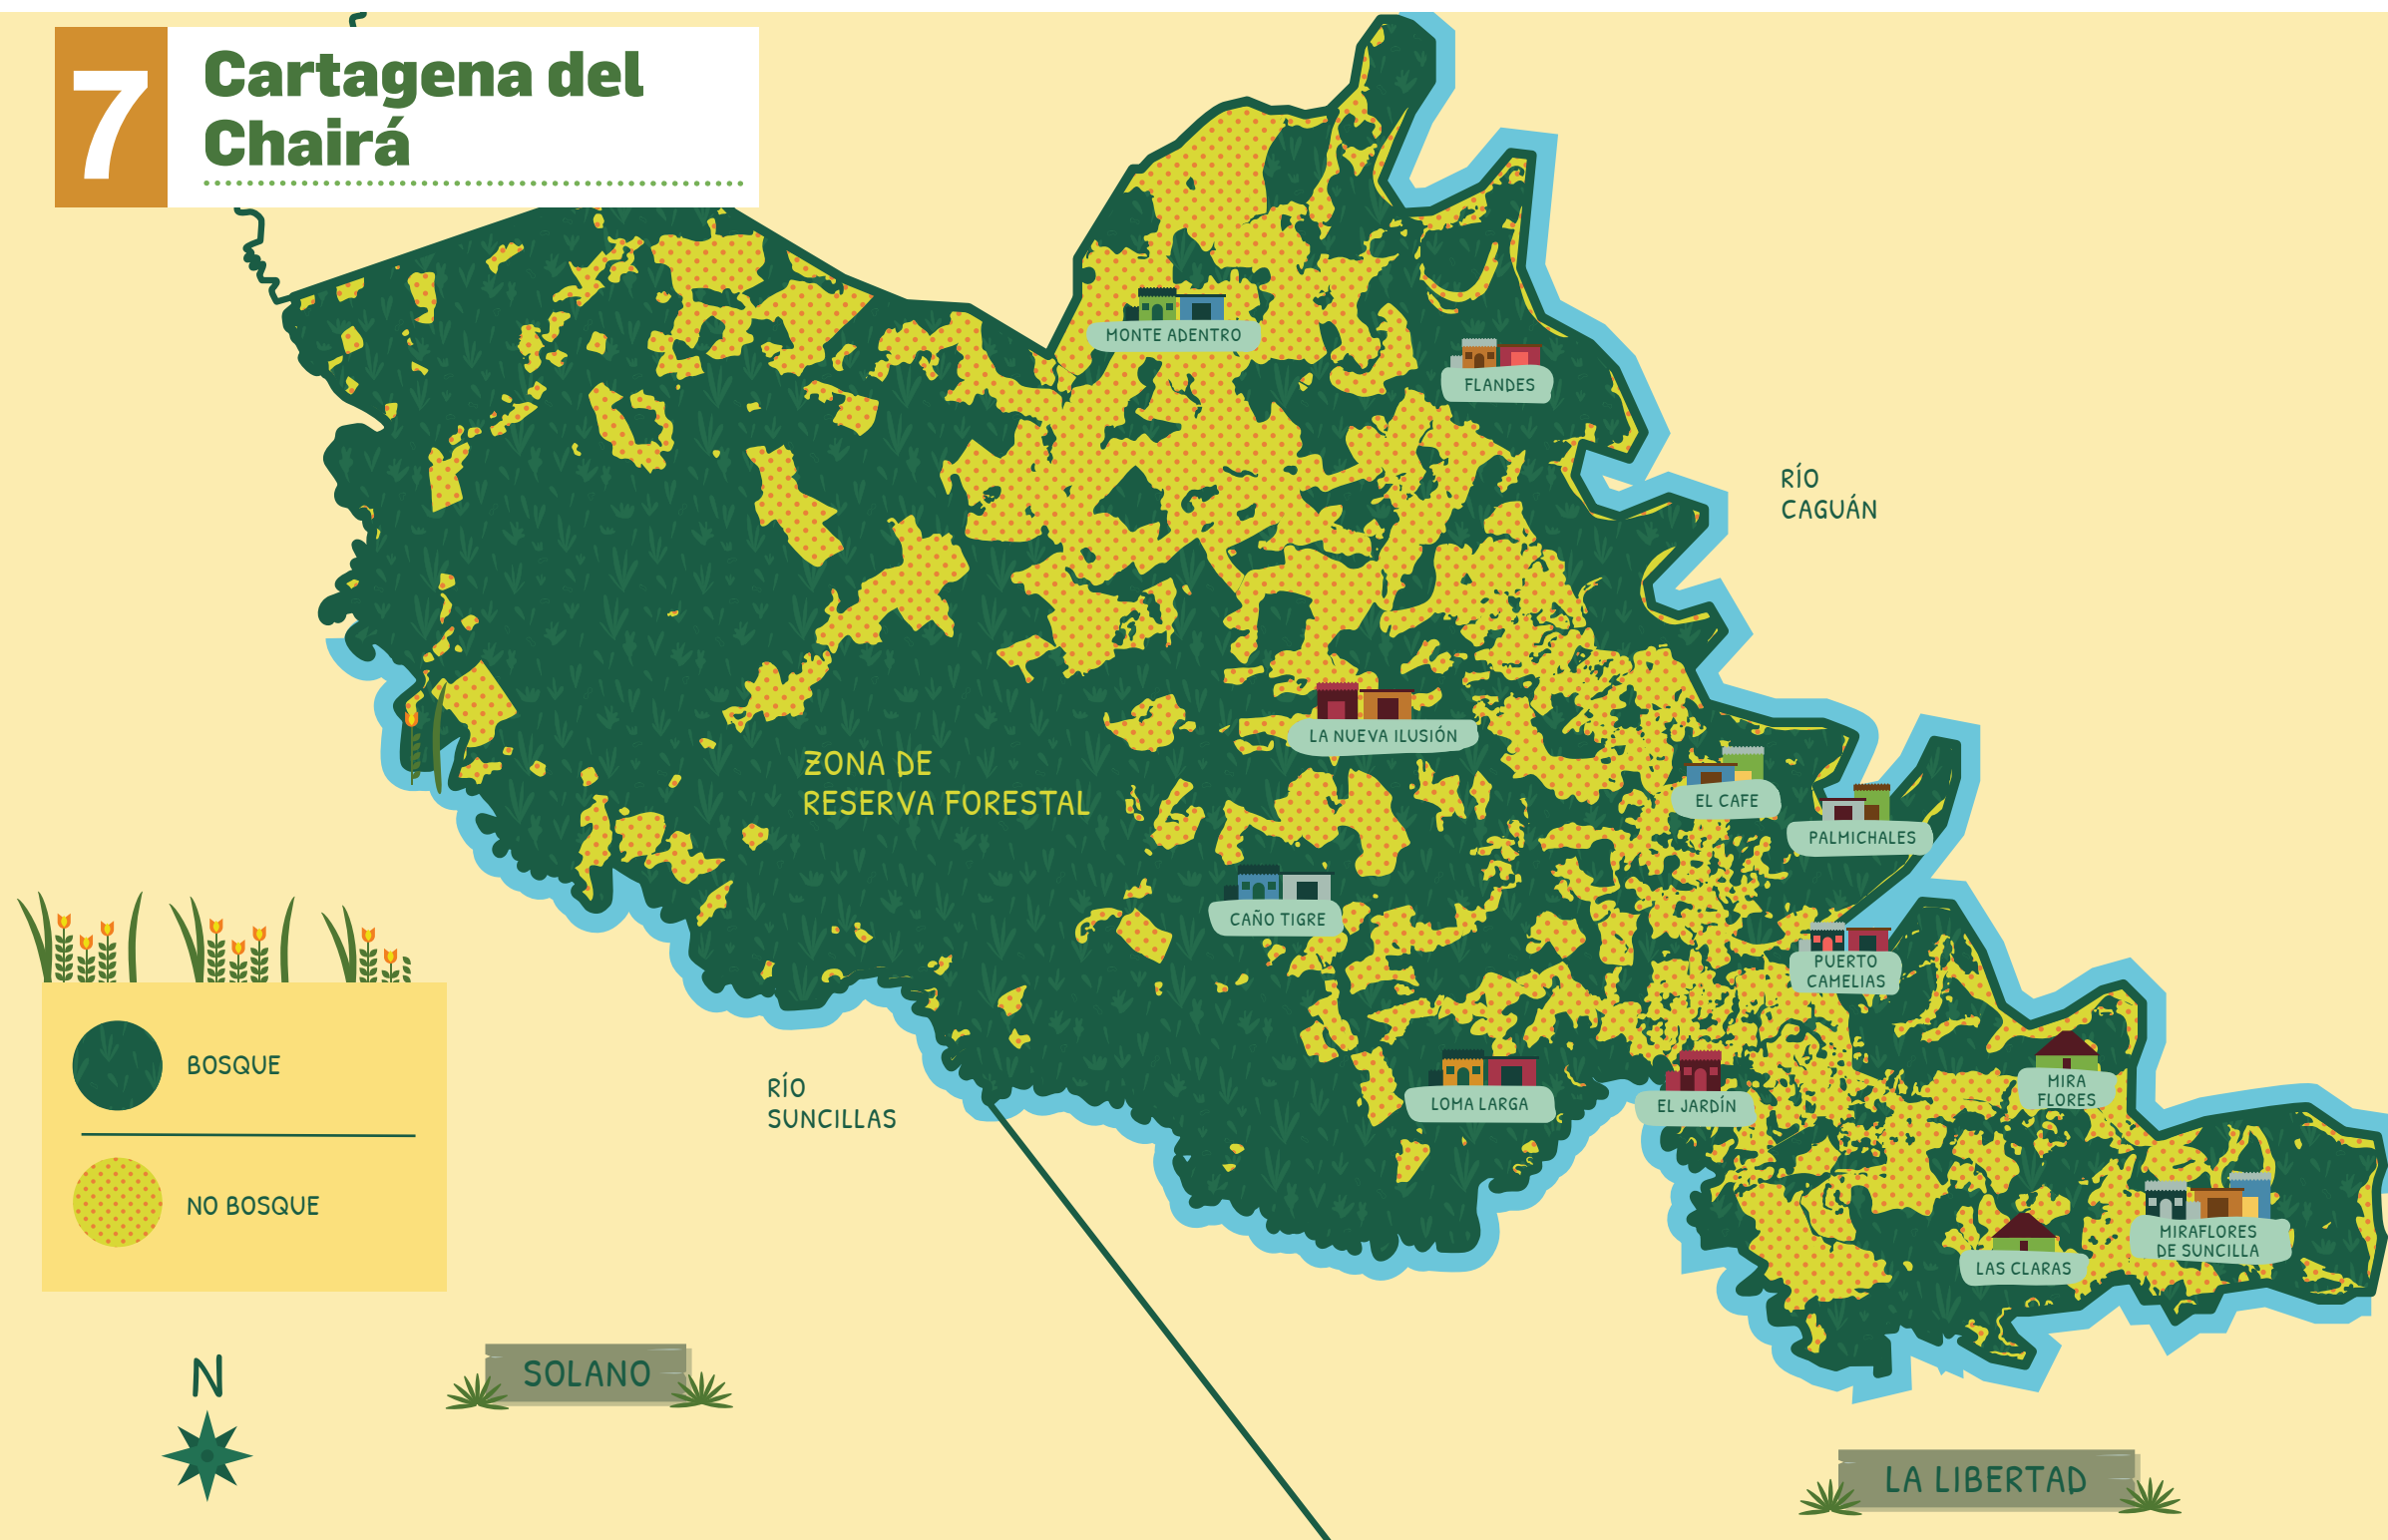 7
Cartagena del
Chairá
MONTE ADENTRO
FLANDES
RÍO
CAGUÁN
LA NUEVA ILUSIÓN
ZONA DE
RESERVA FORESTAL
EL CAFE
PALMICHALES
CAÑO TIGRE
PUERTO
CAMELIAS
BOSQUE
NO BOSQUE
RÍO
SUNCILLAS
LOMA LARGA
EL JARDÍN
MIRA
FLORES
MIRAFLORES
DE SUNCILLA
LAS CLARAS
N
SOLANO
LA LIBERTAD